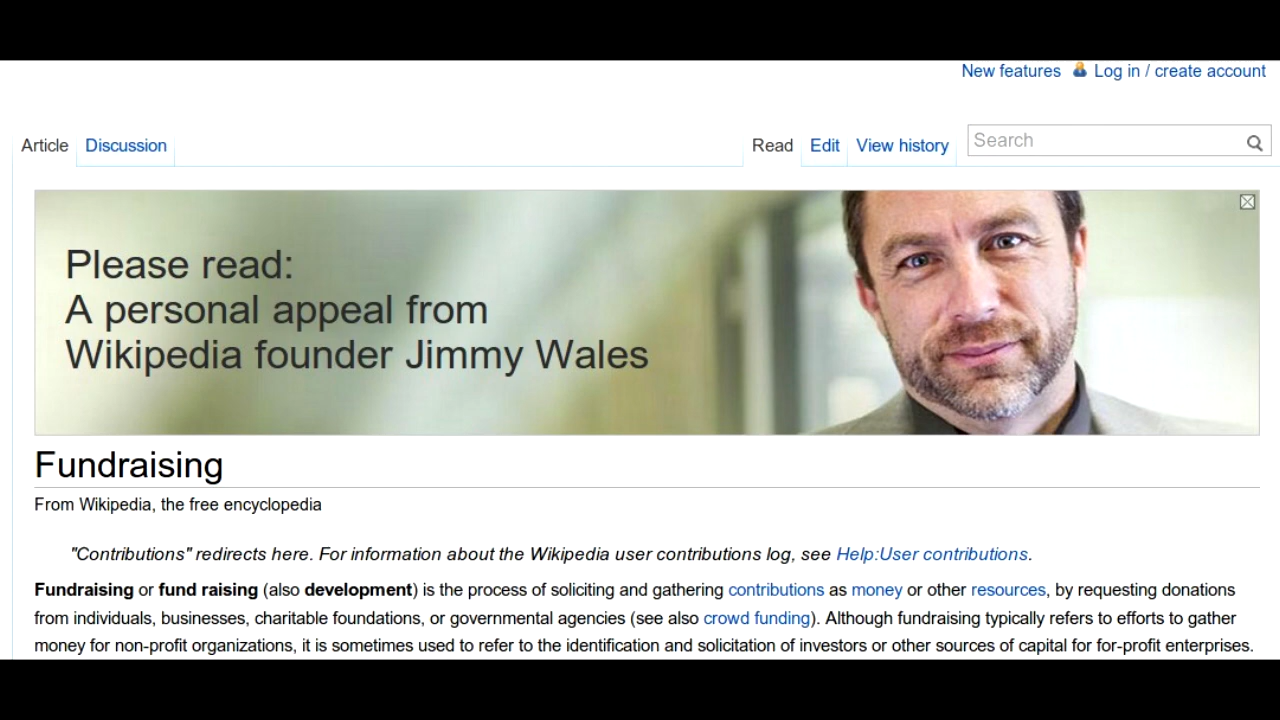 New features Log in / create account
Article Discussion Read Edit View history Search
Please read:
A personal appeal from
Wikipedia founder Jimmy Wales
Fundraising
From Wikipedia, the free encyclopedia
"Contributions" redirects here. For information about the Wikipedia user contributions log, see Help:User contributions.
Fundraising or fund raising (also development) is the process of soliciting and gathering contributions as money or other resources, by requesting donations
from individuals, businesses, charitable foundations, or governmental agencies (see also crowd funding). Although fundraising typically refers to efforts to gather
money for non-profit organizations, it is sometimes used to refer to the identification and solicitation of investors or other sources of capital for for-profit enterprises.